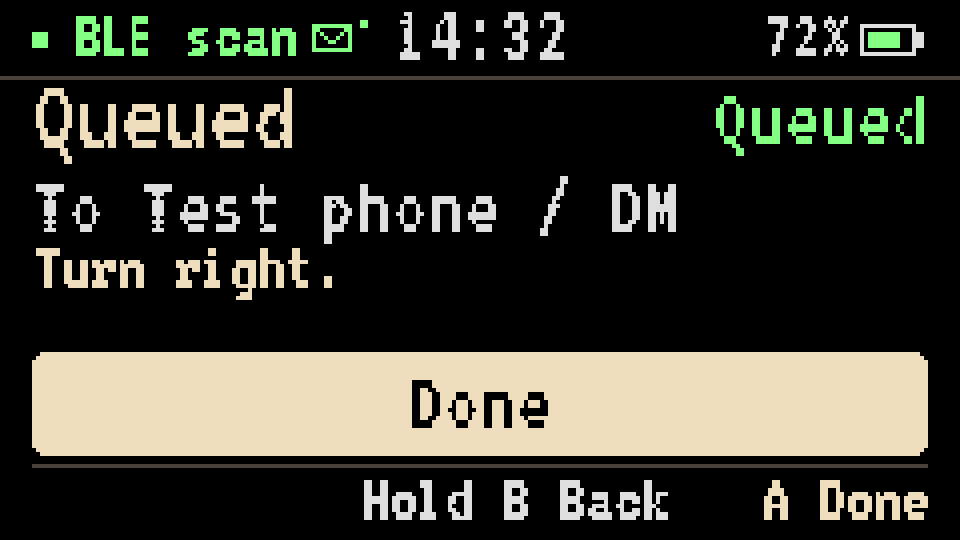 BLE scan 14:32 72%
Queued Queued
To Test phone / DM
Turn right.
Done
Hold B Back A Done